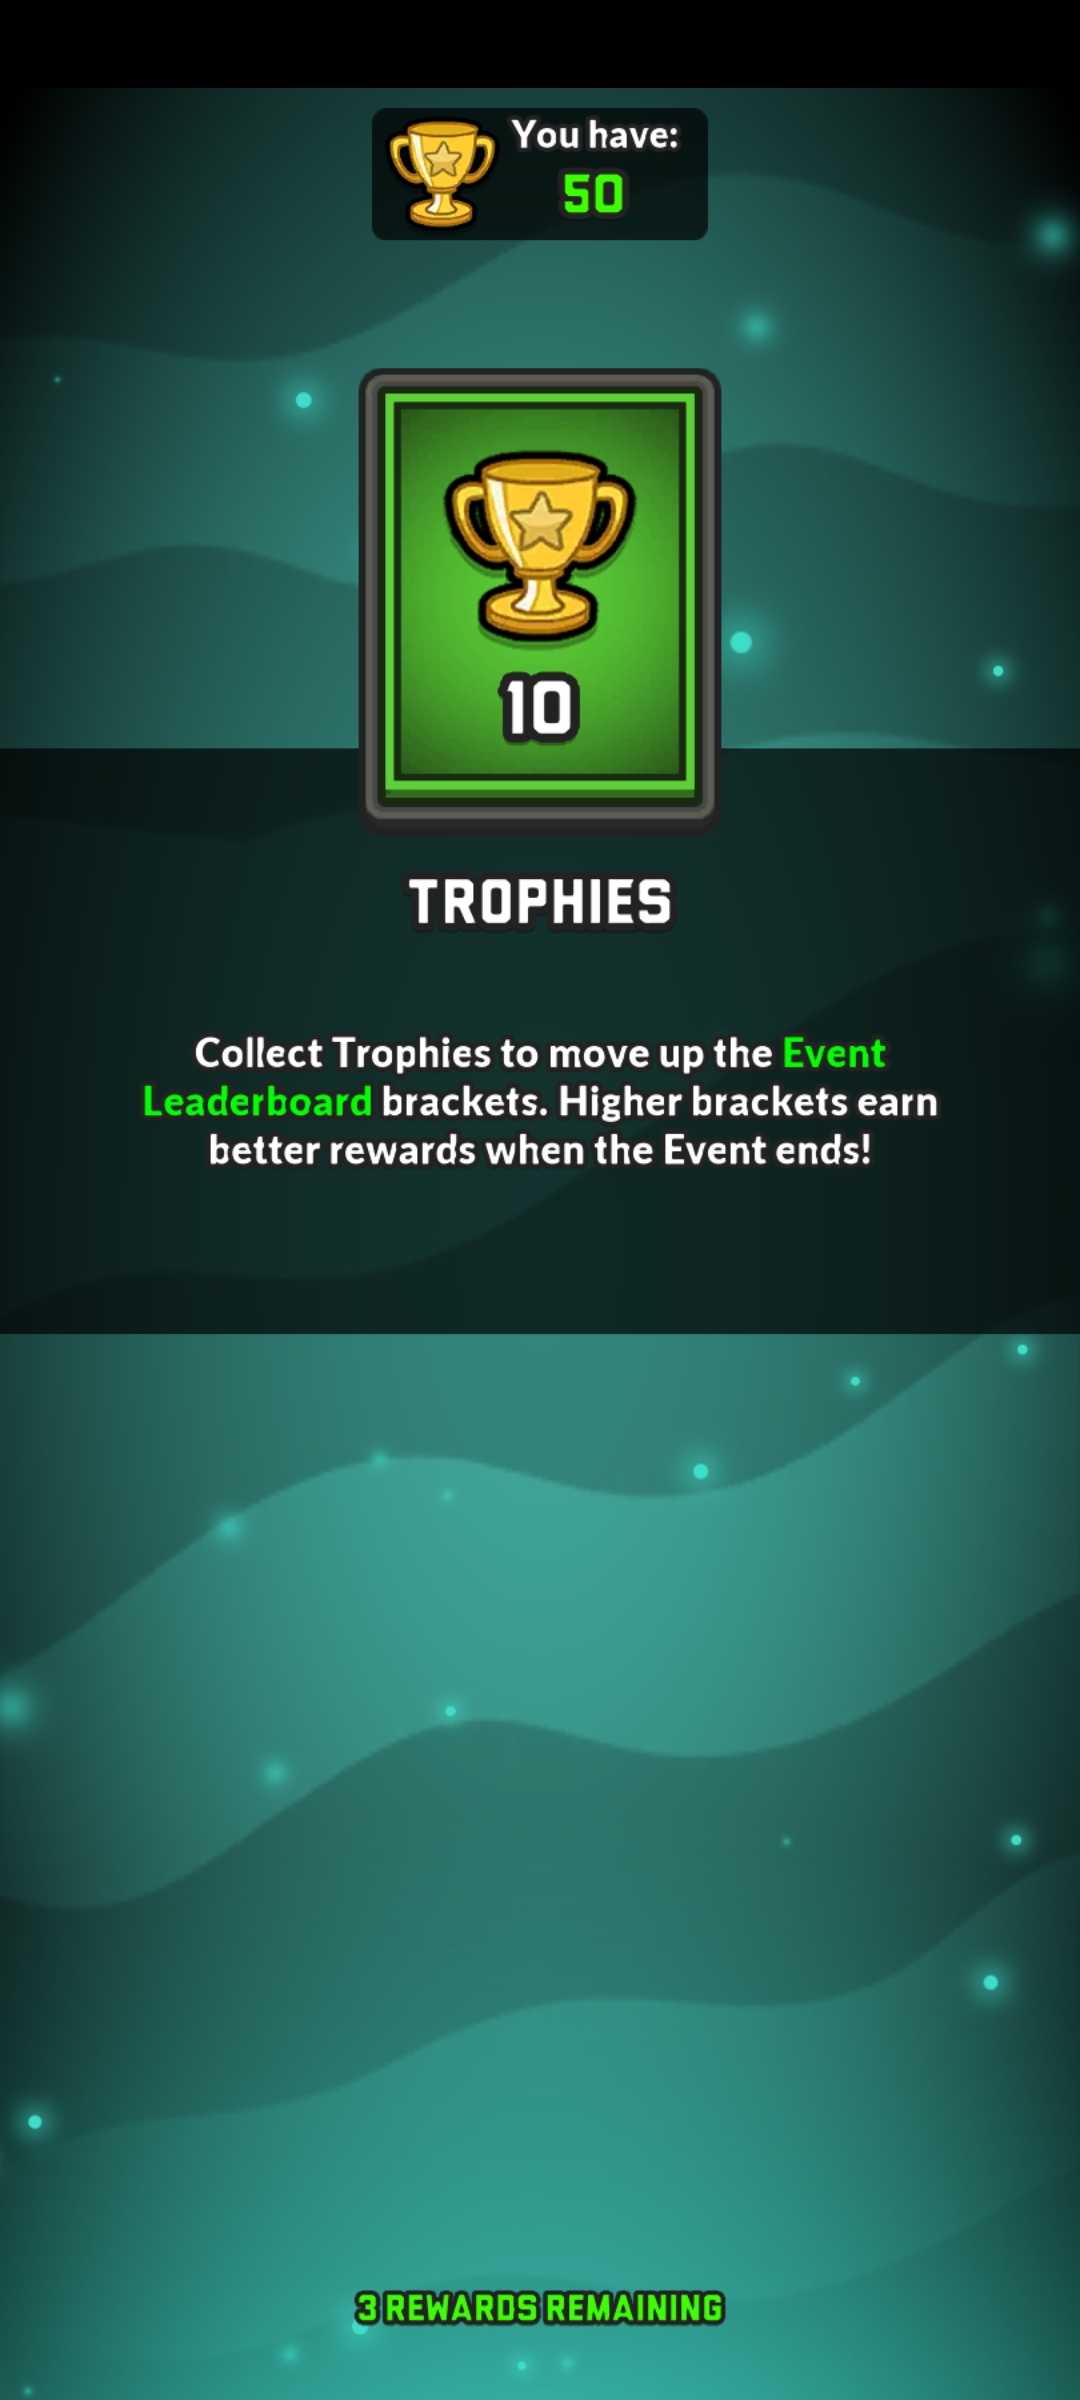 You have:
50
10
TROPHIES
Collect Trophies to move up the Event
Leaderboard brackets. Higher brackets earn
better rewards when the Event ends!
3 REWARDS REMAINING